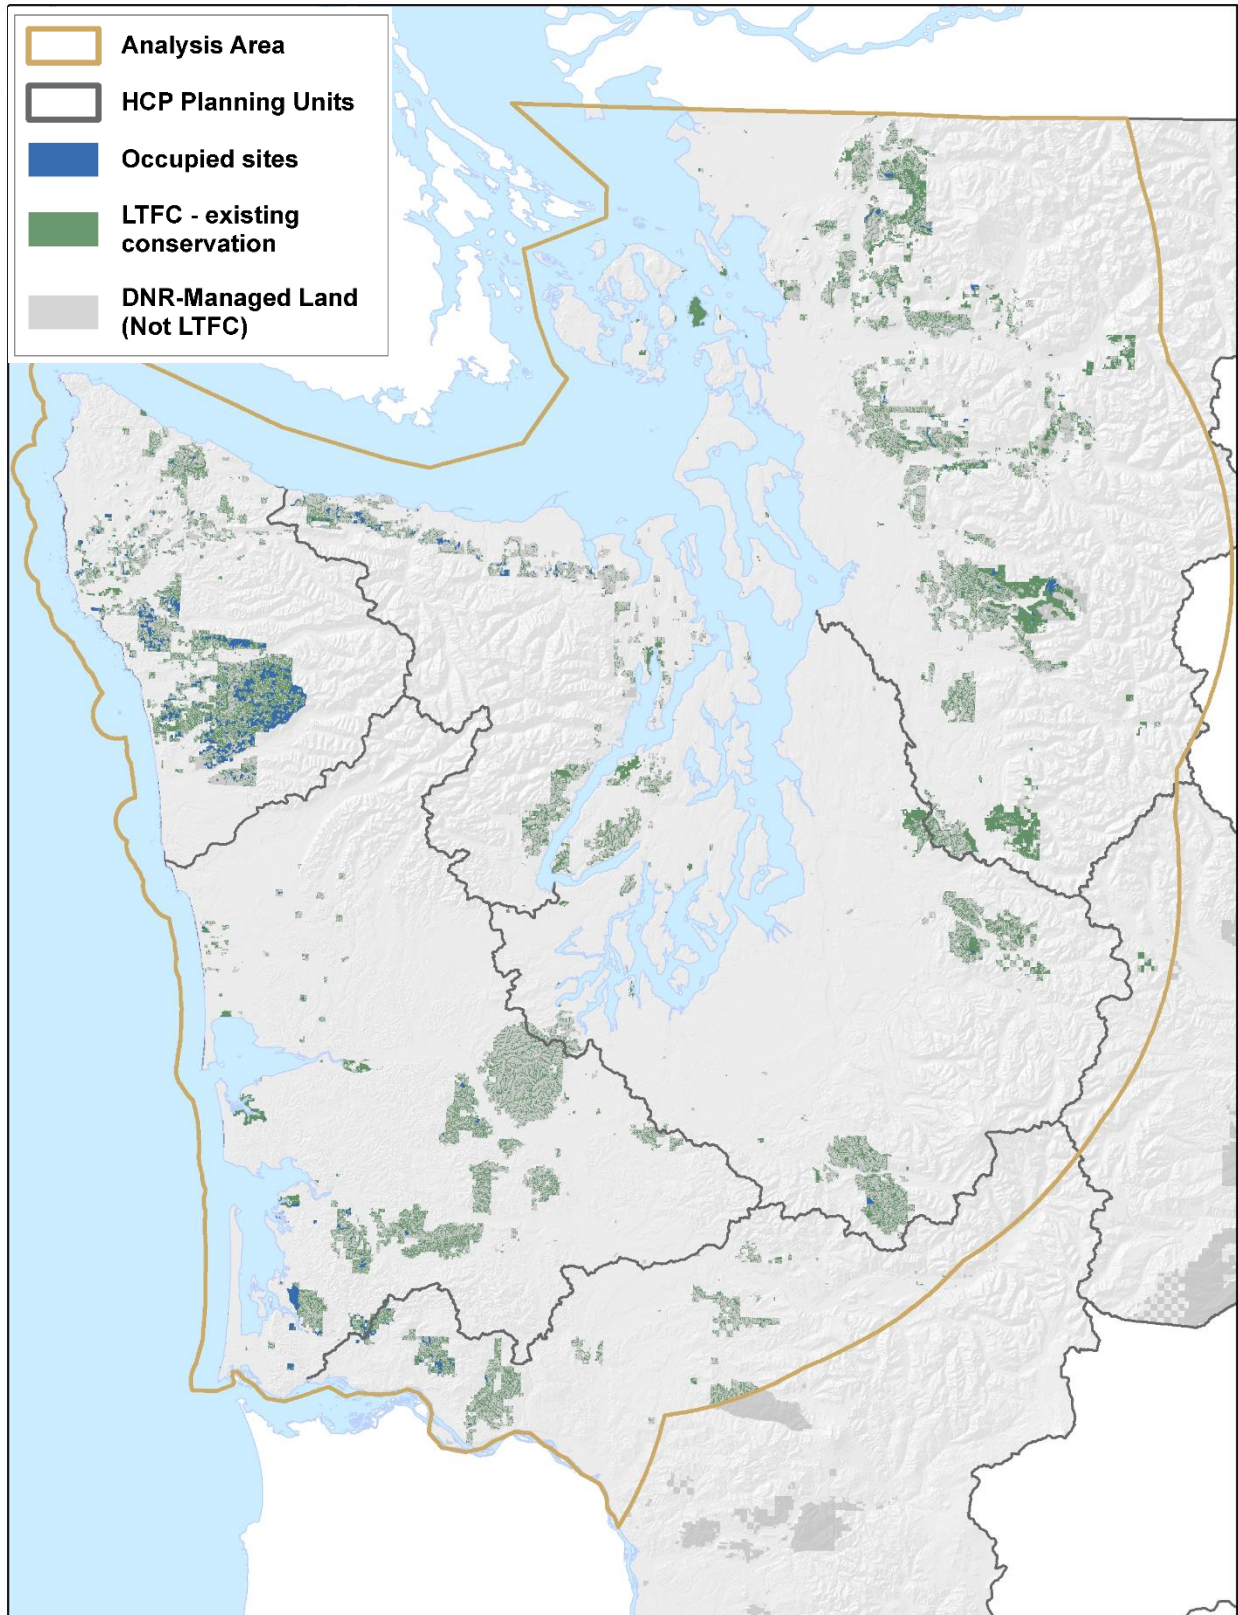 Analysis Area
HCP Planning Units
Occupied sites
LTFC - existing
conservation
DNR-Managed Land
(Not LTFC)